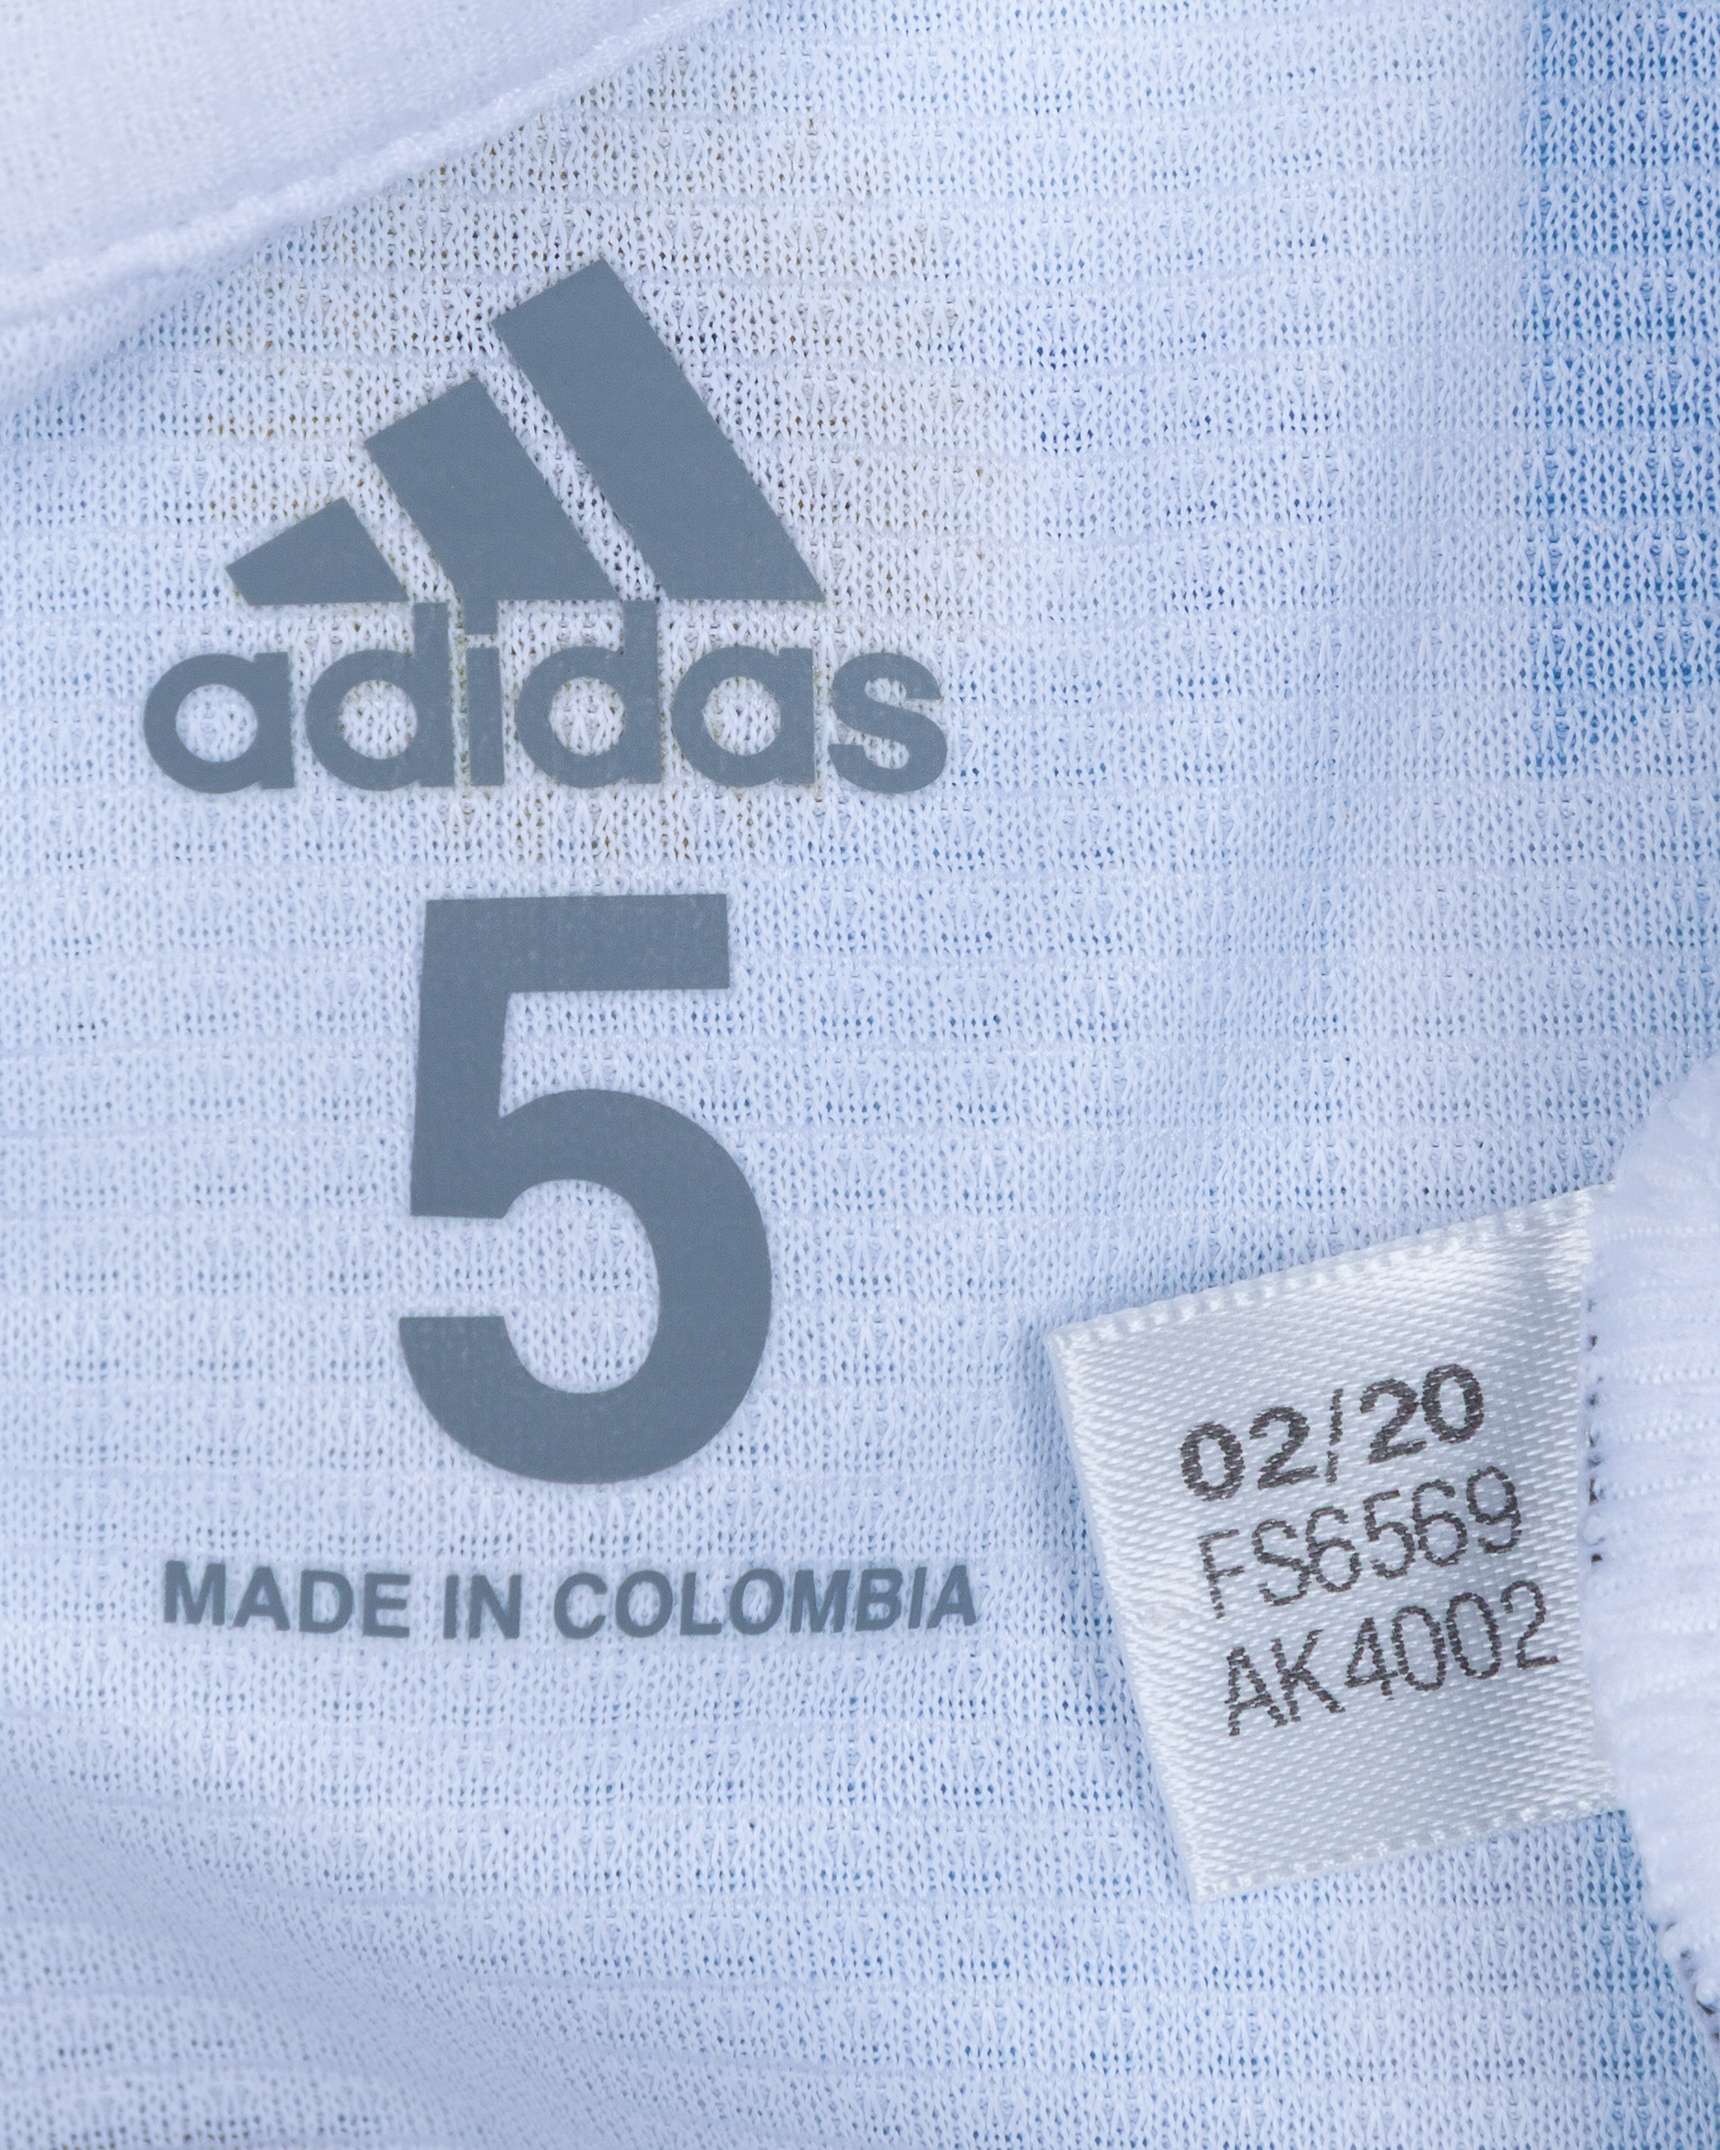 adidas
5
MADE IN COLOMBIA
02/20
FS6569
AK4002